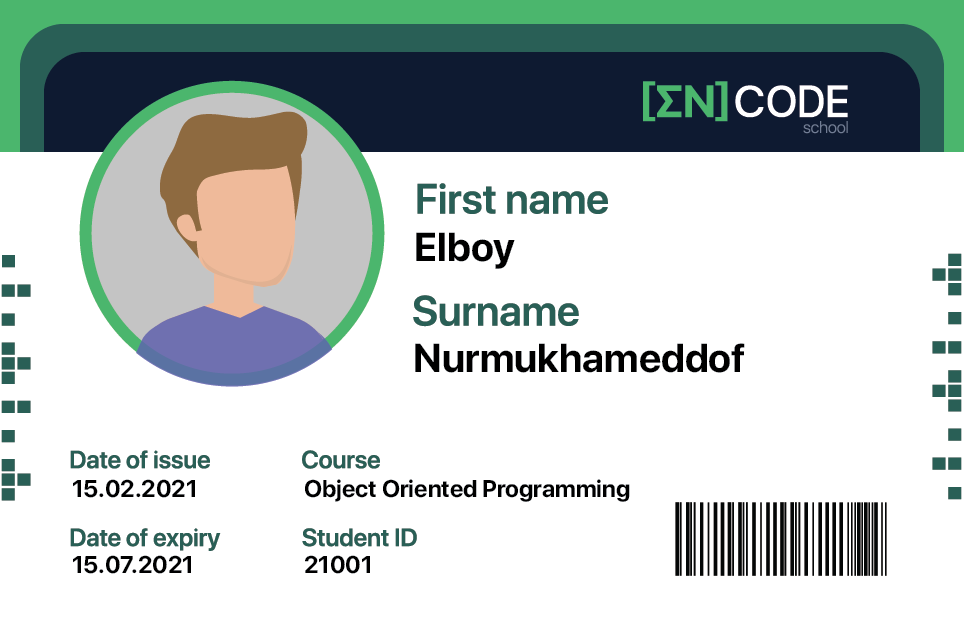 [ΣN] CODE
school
First name
Elboy
Surname
Nurmukhameddof
Date of issue
15.02.2021
Course
Object Oriented Programming
Date of expiry
15.07.2021
Student ID
21001